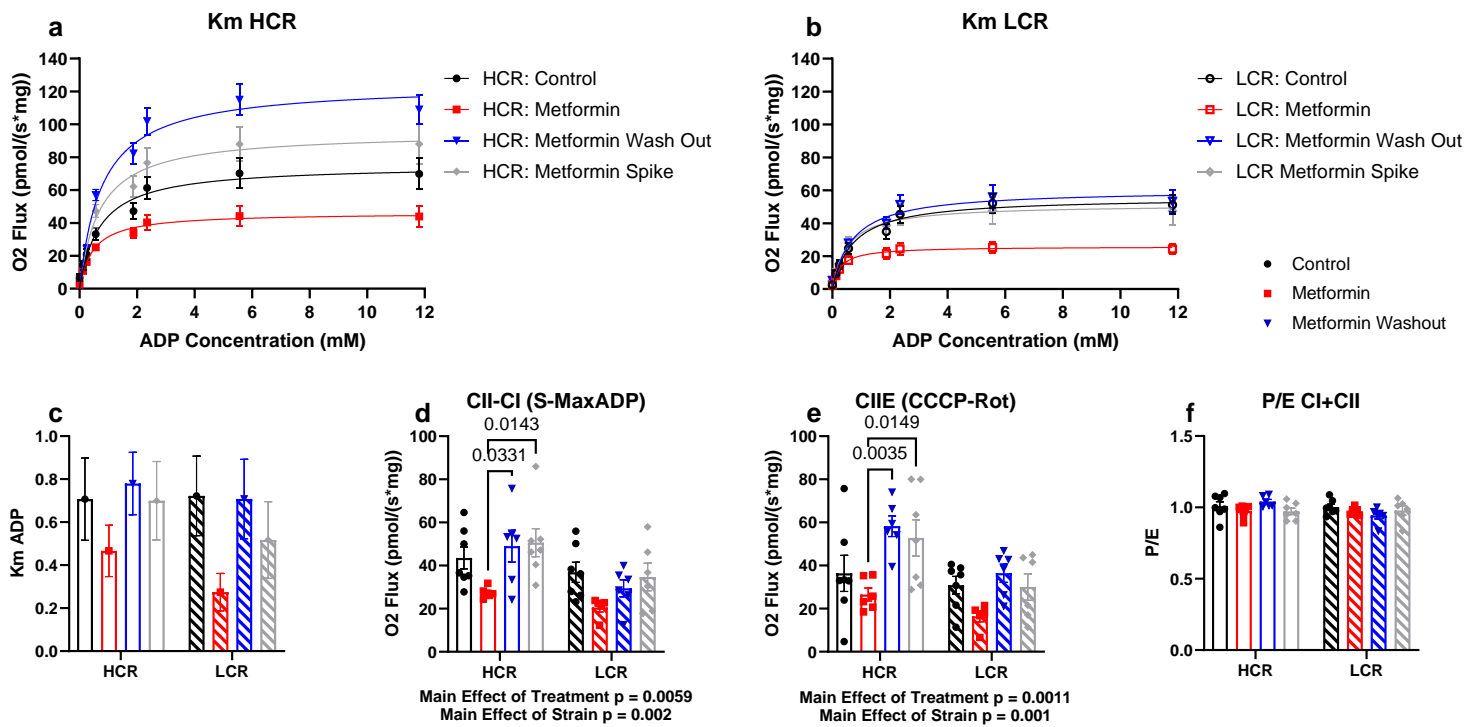 a
Km HCR
O2 Flux (pmol/(s*mg))
140
120
100
80
60
40
20
0
0 2 4 6 8 10 12
ADP Concentration (mM)
HCR: Control
HCR: Metformin
HCR: Metformin Wash Out
HCR: Metformin Spike
b
Km LCR
O2 Flux (pmol/(s*mg))
140
120
100
80
60
40
20
0
0 2 4 6 8 10 12
ADP Concentration (mM)
LCR: Control
LCR: Metformin
LCR: Metformin Wash Out
LCR Metformin Spike
Control
Metformin
Metformin Washout
c
Km ADP
1.0
0.8
0.6
0.4
0.2
0.0
HCR LCR
d
CII-CI (S-MaxADP)
0.0143
0.0331
O2 Flux (pmol/(s*mg))
100
80
60
40
20
0
HCR LCR
Main Effect of Treatment p = 0.0059
Main Effect of Strain p = 0.002
e
CIIE (CCCP-Rot)
0.0149
0.0035
O2 Flux (pmol/(s*mg))
100
80
60
40
20
0
HCR LCR
Main Effect of Treatment p = 0.0011
Main Effect of Strain p = 0.001
f
P/E CI+CII
P/E
1.5
1.0
0.5
0.0
HCR LCR